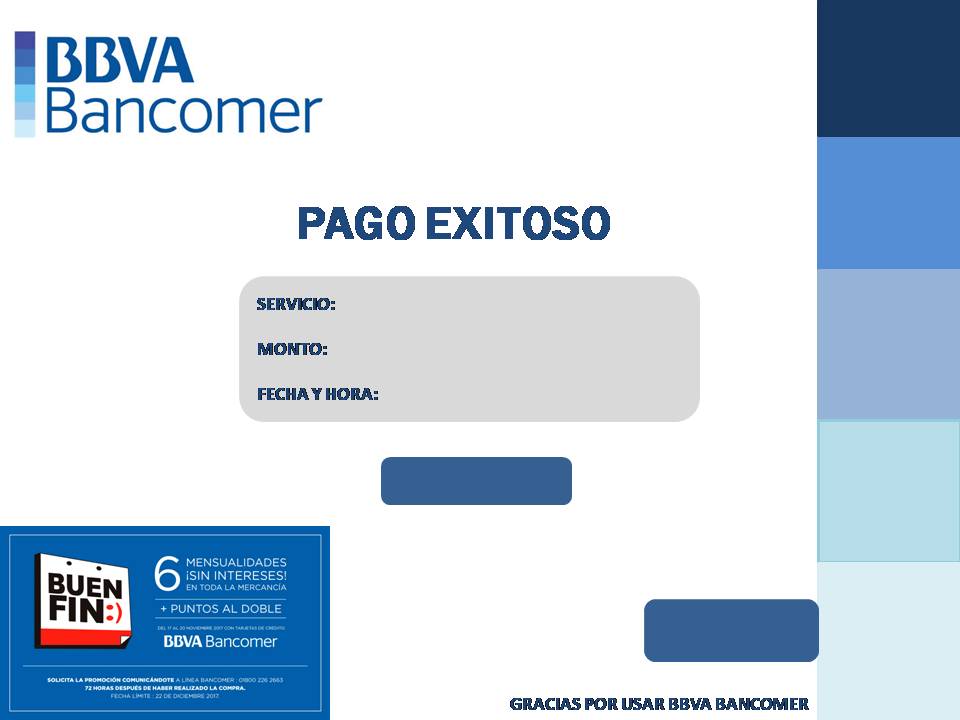 BBVA
Bancomer
PAGO EXITOSO
SERVICIO:
MONTO:
FECHA Y HORA:
BUEN
FIN:)
6 MENSUALIDADES
¡SIN INTERESES!
EN TODA LA MERCANCÍA
+ PUNTOS AL DOBLE
DEL 17 AL 20 NOVIEMBRE 2017 CON TARJETAS DE CRÉDITO
BBVA Bancomer
SOLICITA LA PROMOCIÓN COMUNICÁNDOTE A LÍNEA BANCOMER : 01800 226 2663
72 HORAS DESPUÉS DE HABER REALIZADO LA COMPRA.
FECHA LÍMITE : 22 DE DICIEMBRE 2017.
GRACIAS POR USAR BBVA BANCOMER